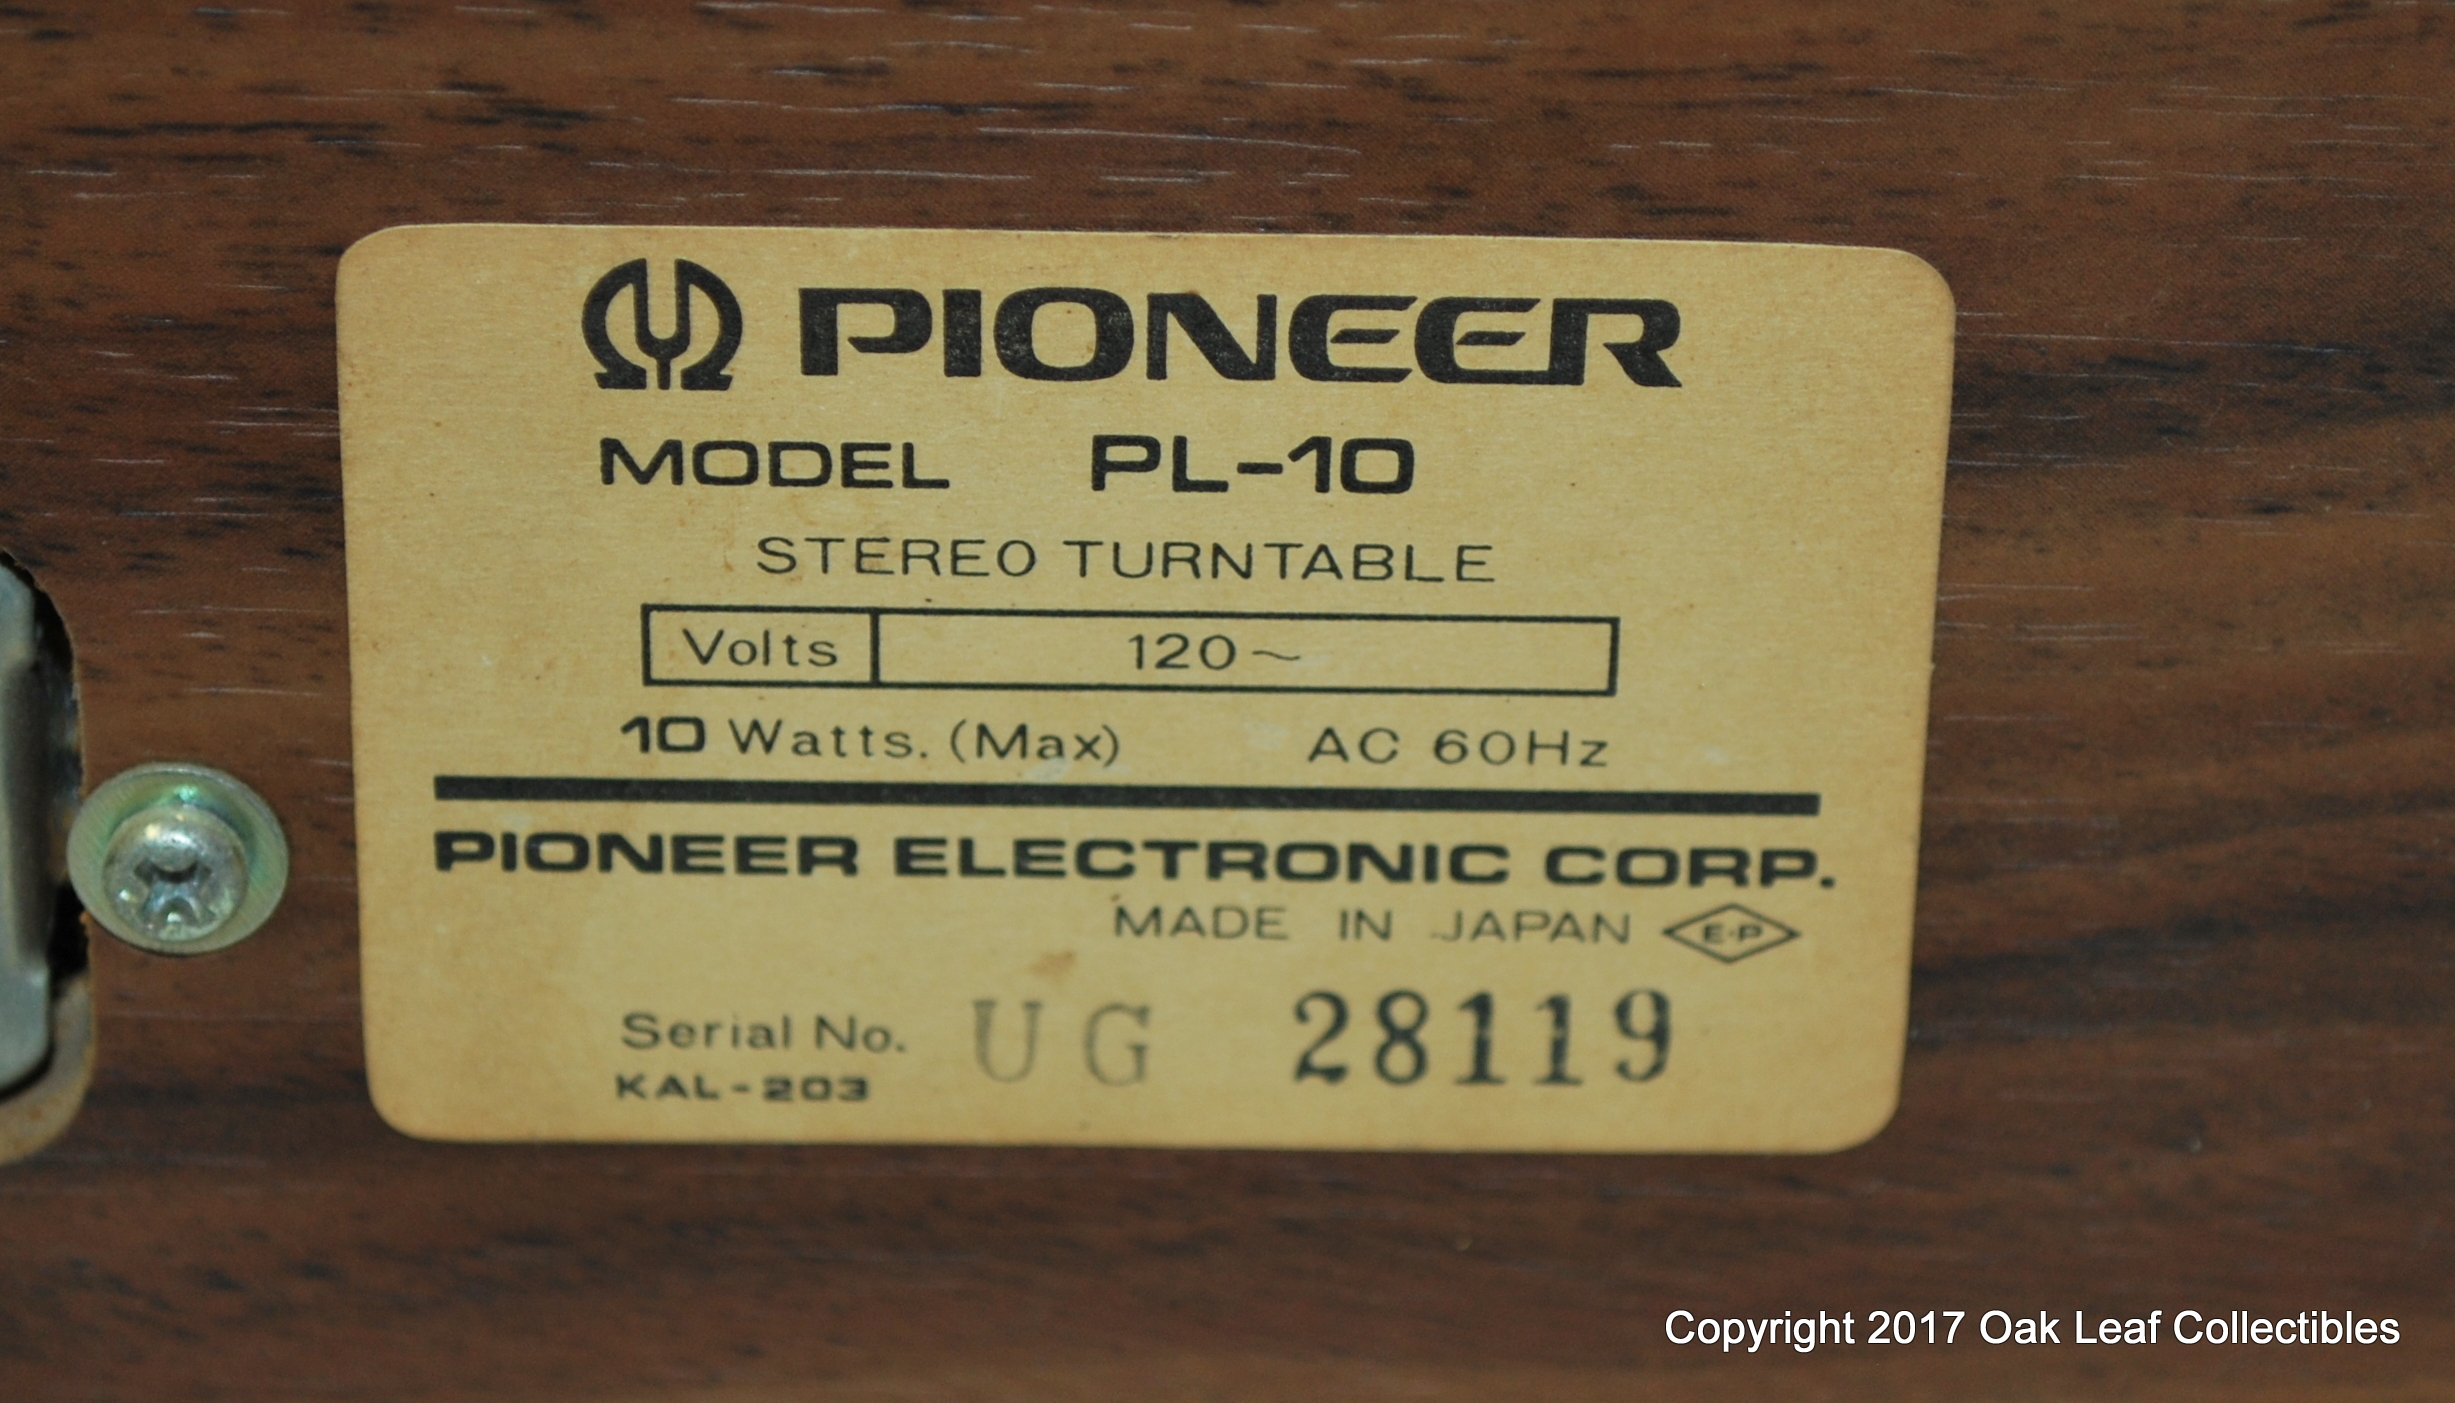 PIONEER
MODEL PL-10
STEREO TURNTABLE
Volts 120~
10 Watts. (Max) AC 60Hz
PIONEER ELECTRONIC CORP.
MADE IN JAPAN E-P
Serial No. UG 28119
KAL-203
Copyright 2017 Oak Leaf Collectibles